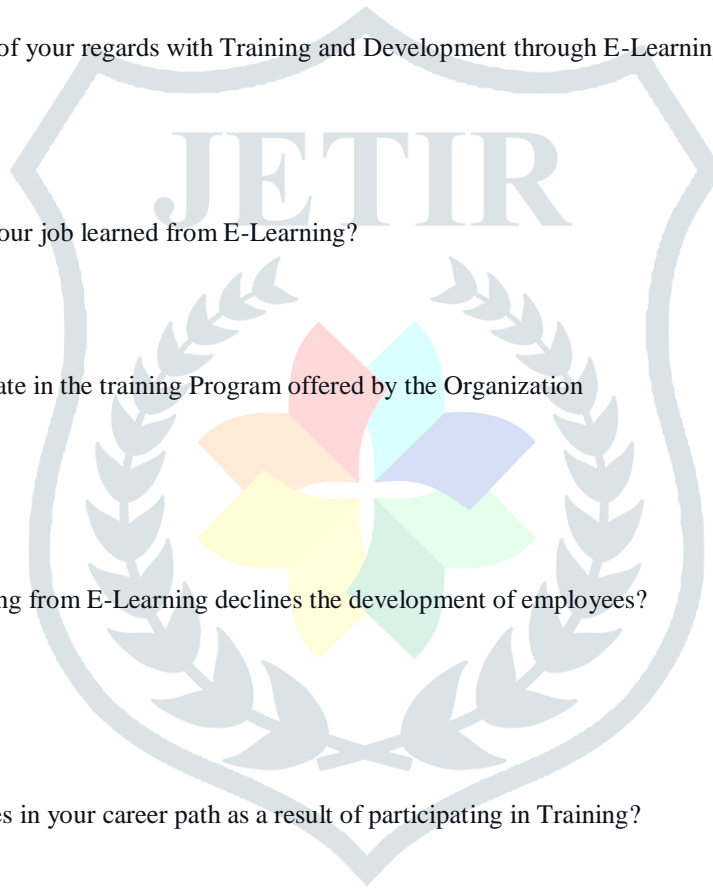 of your regards with Training and Development through E-Learnin
JETIR
our job learned from E-Learning?
ate in the training Program offered by the Organization
ng from E-Learning declines the development of employees?
es in your career path as a result of participating in Training?